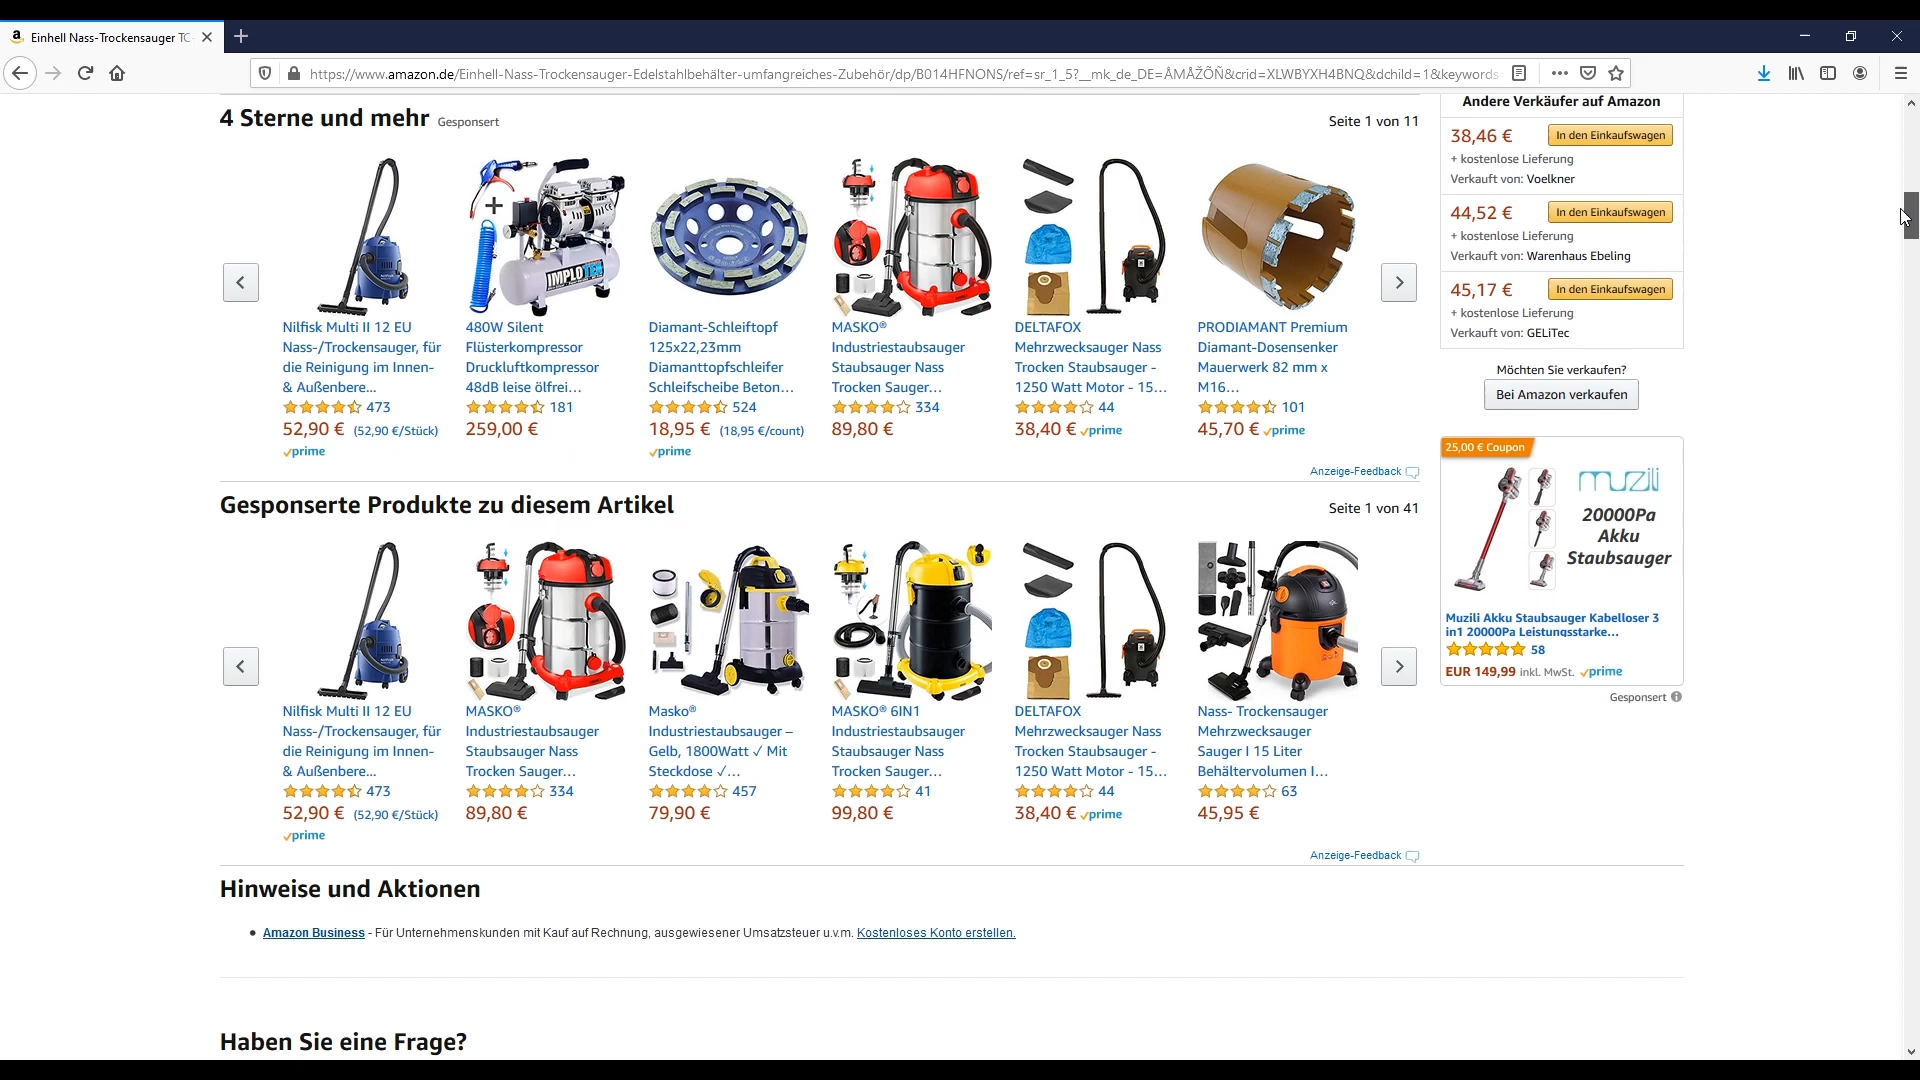 Einhell Nass-Trockensauger TC
https://www.amazon.de/Einhell-Nass-Trockensauger-Edelstahlbehälter-umfangreiches-Zubehör/dp/B014HFNONS/ref=sr_1_5?__mk_de_DE=ÅMÅŽÕÑ&crid=XLWBYXH4BNQ&dchild=1&keywords
4 Sterne und mehr Gesponsert
Seite 1 von 11
IMPLOTEX
Nilfisk Multi II 12 EU
Nass-/Trockensauger, für
die Reinigung im Innen-
& Außenbere...
473
52,90 € (52,90 €/Stück)
prime
480W Silent
Flüsterkompressor
Druckluftkompressor
48dB leise ölfrei...
181
259,00 €
Diamant-Schleiftopf
125x22,23mm
Diamanttopfschleifer
Schleifscheibe Beton...
524
18,95 € (18,95 €/count)
prime
MASKO®
Industriestaubsauger
Staubsauger Nass
Trocken Sauger...
334
89,80 €
DELTAFOX
Mehrzwecksauger Nass
Trocken Staubsauger -
1250 Watt Motor - 15...
44
38,40 € prime
PRODIAMANT Premium
Diamant-Dosensenker
Mauerwerk 82 mm x
M16...
101
45,70 € prime
Anzeige-Feedback
Gesponserte Produkte zu diesem Artikel
Seite 1 von 41
Nilfisk Multi II 12 EU
Nass-/Trockensauger, für
die Reinigung im Innen-
& Außenbere...
473
52,90 € (52,90 €/Stück)
prime
MASKO®
Industriestaubsauger
Staubsauger Nass
Trocken Sauger...
334
89,80 €
Masko®
Industriestaubsauger –
Gelb, 1800Watt ✓ Mit
Steckdose ✓...
457
79,90 €
MASKO® 6IN1
Industriestaubsauger
Staubsauger Nass
Trocken Sauger...
41
99,80 €
DELTAFOX
Mehrzwecksauger Nass
Trocken Staubsauger -
1250 Watt Motor - 15...
44
38,40 € prime
Nass- Trockensauger
Mehrzwecksauger
Sauger I 15 Liter
Behältervolumen I...
63
45,95 €
Anzeige-Feedback
Hinweise und Aktionen
Amazon Business - Für Unternehmenskunden mit Kauf auf Rechnung, ausgewiesener Umsatzsteuer u.v.m. Kostenloses Konto erstellen.
Haben Sie eine Frage?
Andere Verkäufer auf Amazon
38,46 € In den Einkaufswagen
+ kostenlose Lieferung
Verkauft von: Voelkner
44,52 € In den Einkaufswagen
+ kostenlose Lieferung
Verkauft von: Warenhaus Ebeling
45,17 € In den Einkaufswagen
+ kostenlose Lieferung
Verkauft von: GELiTec
Möchten Sie verkaufen?
Bei Amazon verkaufen
25,00 € Coupon
muzili
20000Pa
Akku
Staubsauger
Muzili Akku Staubsauger Kabelloser 3
in1 20000Pa Leistungsstarke...
58
EUR 149,99 inkl. MwSt. prime
Gesponsert